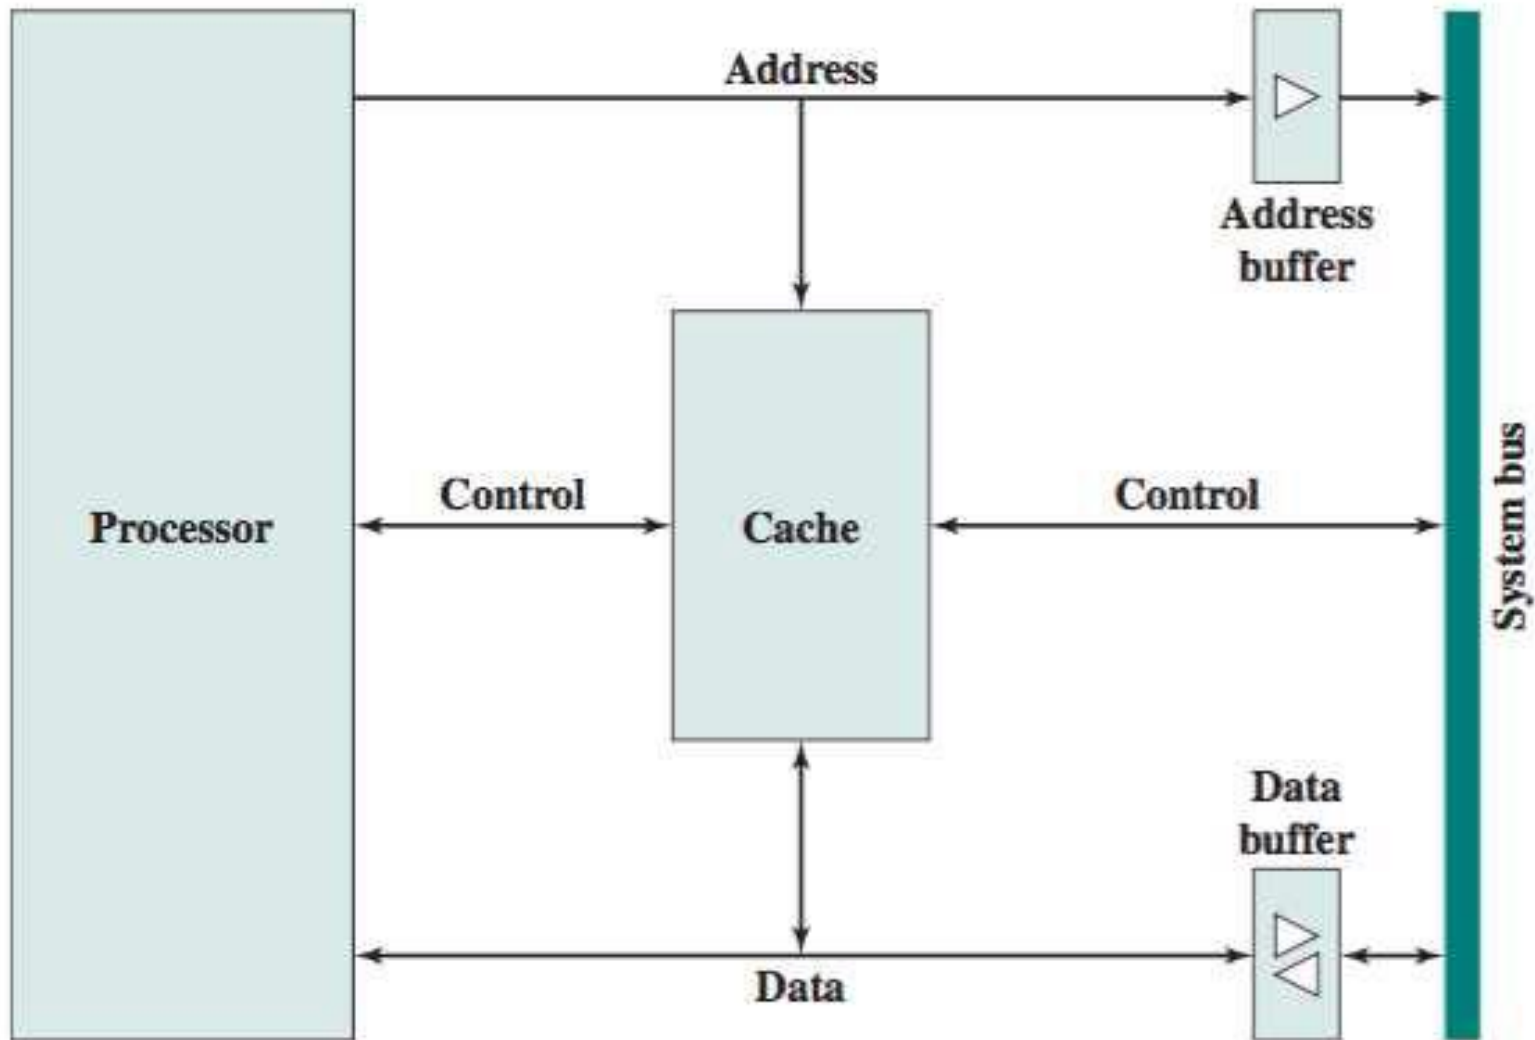 Address
Address
buffer
Processor
Control
Cache
Control
System bus
Data
buffer
Data